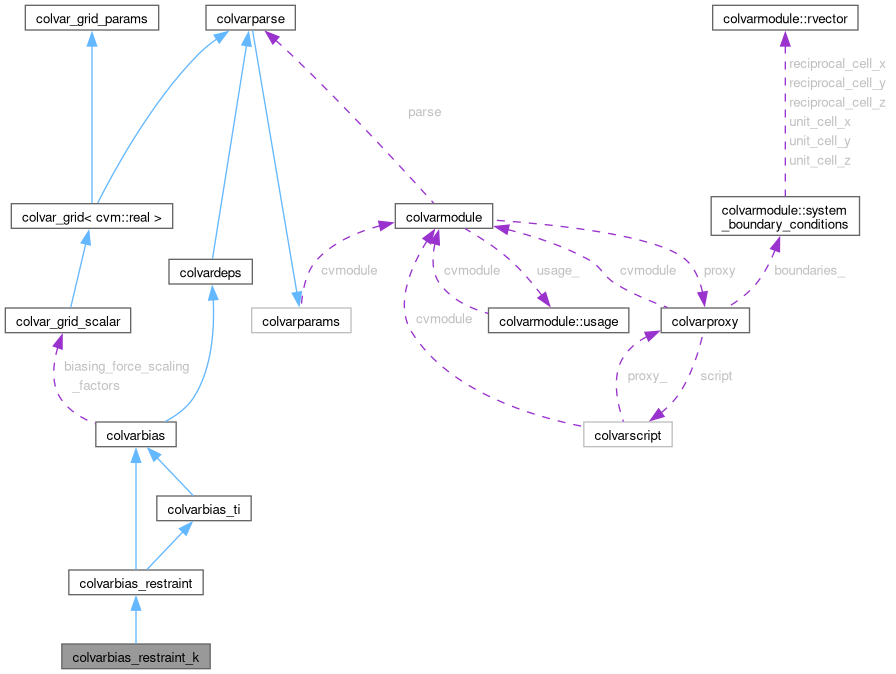 colvar_grid_params
colvarparse
colvarmodule::rvector
reciprocal_cell_x
reciprocal_cell_y
reciprocal_cell_z
unit_cell_x
unit_cell_y
unit_cell_z
parse
colvar_grid< cvm::real >
colvarmodule
colvarmodule::system
_boundary_conditions
colvardeps
cvmodule
cvmodule
usage_
cvmodule
proxy
boundaries_
colvar_grid_scalar
colvarparams
cvmodule
colvarmodule::usage
colvarproxy
biasing_force_scaling
_factors
proxy_
script
colvarbias
colvarscript
colvarbias_ti
colvarbias_restraint
colvarbias_restraint_k